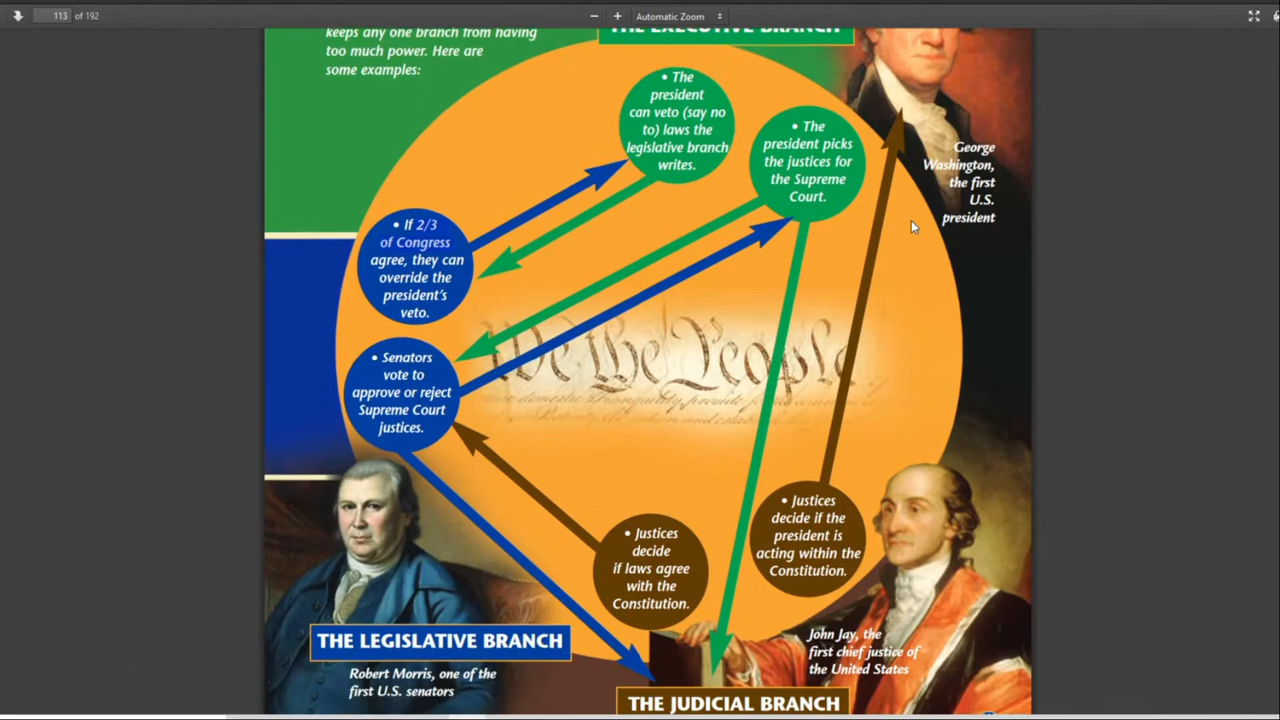 113 of 192
Automatic Zoom
keeps any one branch from having
too much power. Here are
some examples:
THE EXECUTIVE BRANCH
• The
president
can veto (say no
to) laws the
legislative branch
writes.
• The
president picks
the justices for
the Supreme
Court.
George
Washington,
the first
U.S.
president
• If 2/3
of Congress
agree, they can
override the
president's
veto.
We the People
• Senators
vote to
approve or reject
Supreme Court
justices.
• Justices
decide
if laws agree
with the
Constitution.
• Justices
decide if the
president is
acting within the
Constitution.
THE LEGISLATIVE BRANCH
Robert Morris, one of the
first U.S. senators
John Jay, the
first chief justice of
the United States
THE JUDICIAL BRANCH